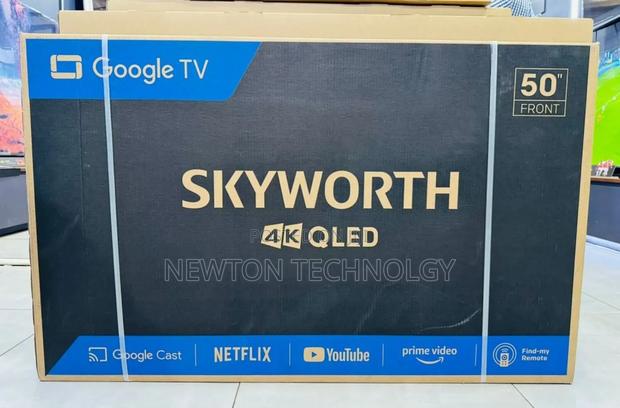 Google TV
50"
FRONT
SKYWORTH
4K QLED
NEWTON TECHNOLGY
Google Cast
NETFLIX
YouTube
prime video
Find-my
Remote